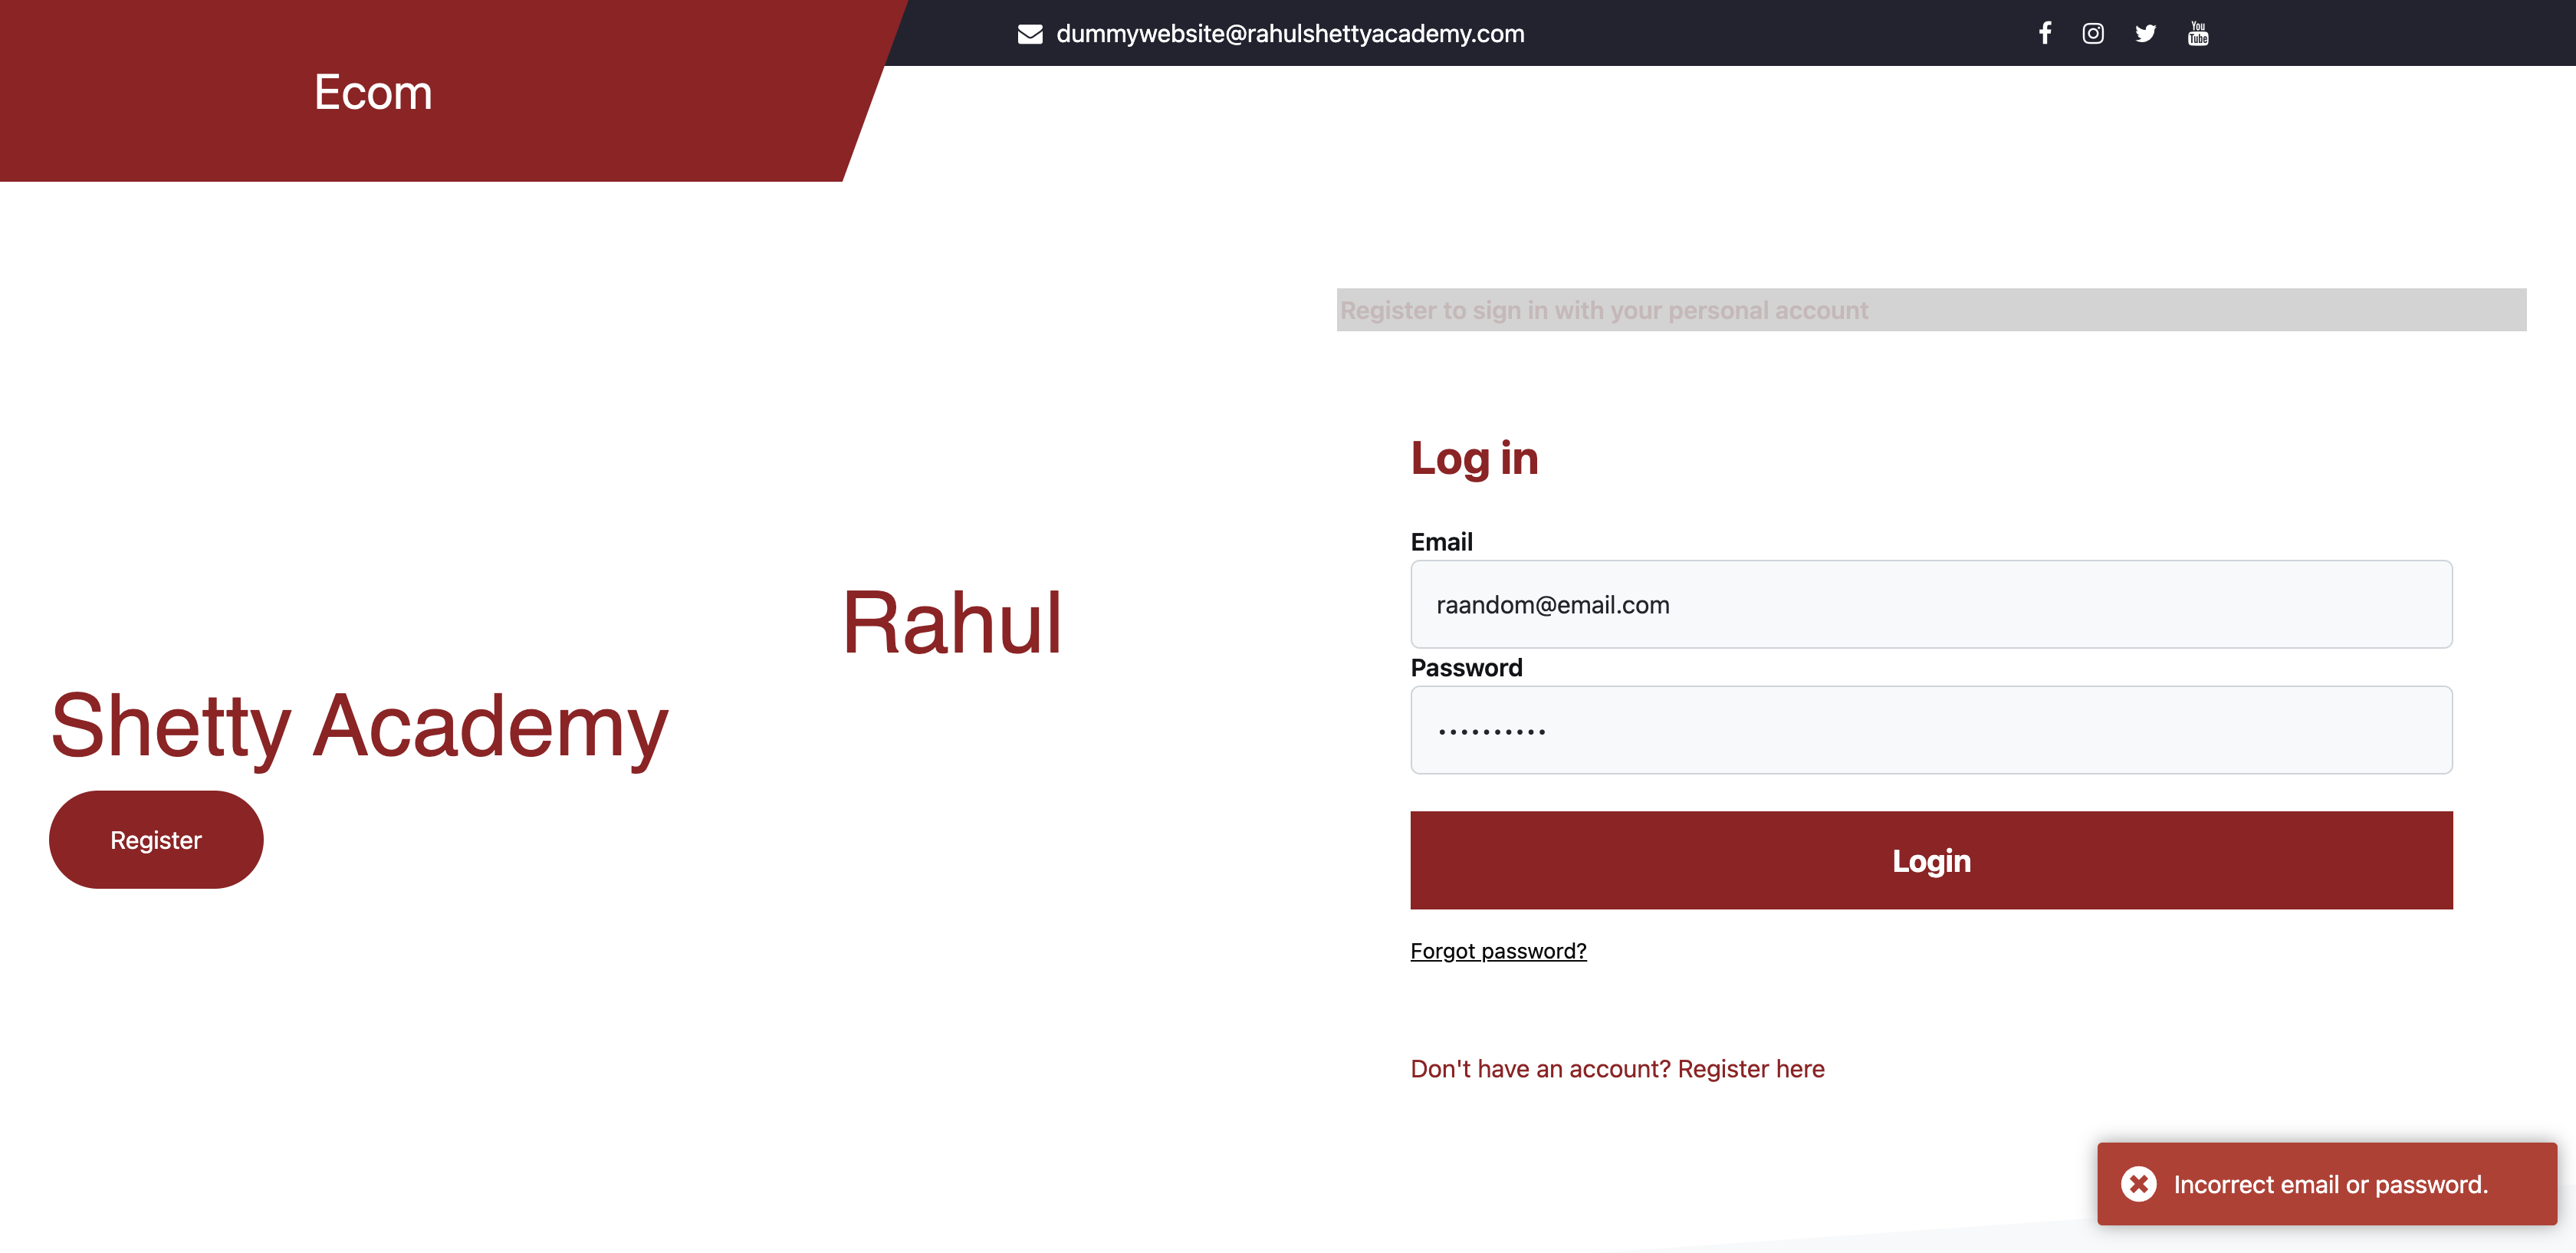 dummywebsite@rahulshettyacademy.com
You
Tube
Ecom
Register to sign in with your personal account
Rahul
Shetty Academy
Register
Log in
Email
raandom@email.com
Password
••••••••••
Login
Forgot password?
Don't have an account? Register here
Incorrect email or password.